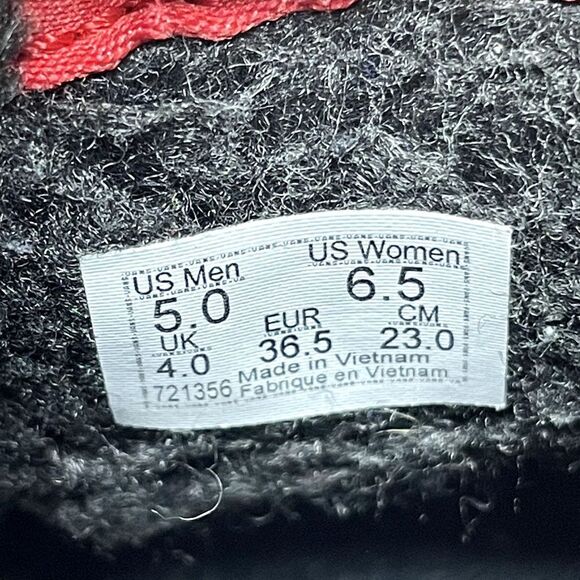 US Men US Women
5.0 6.5
UK EUR CM
4.0 36.5 23.0
Made in Vietnam
721356 Fabrique en Vietnam